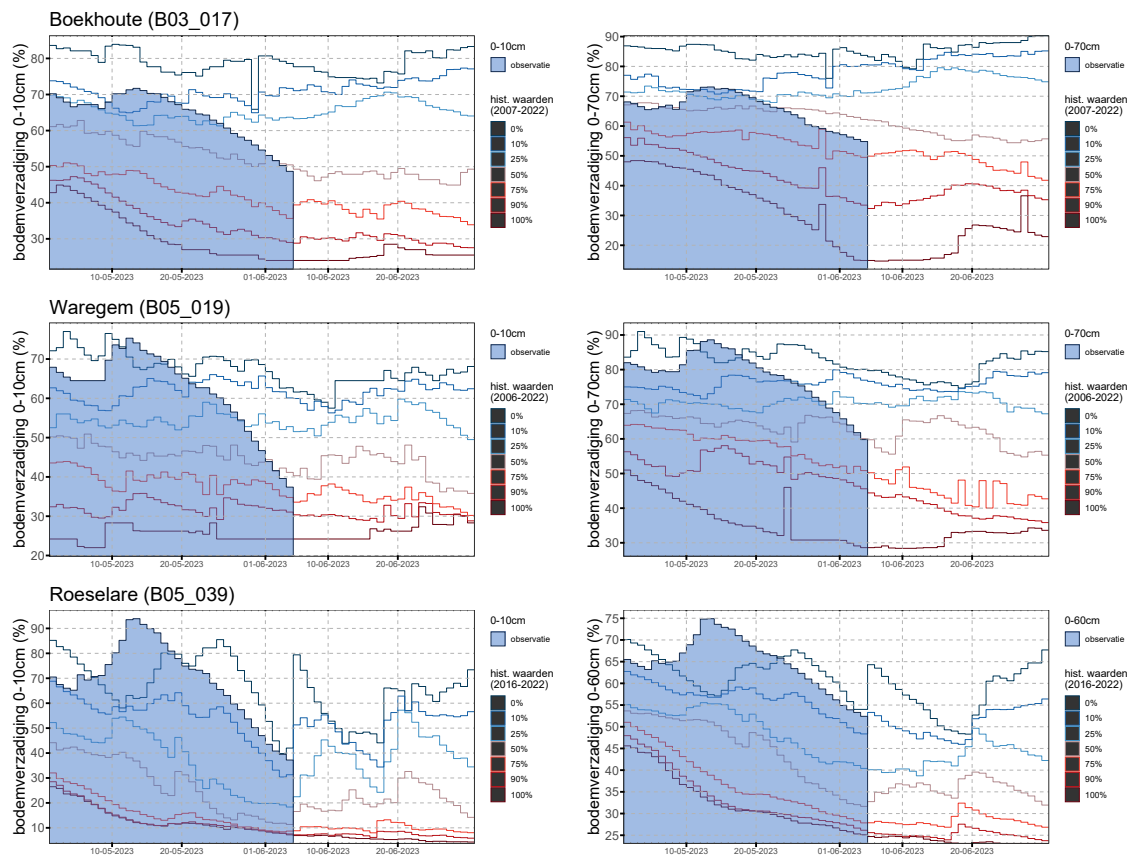 Boekhoute (B03_017)
bodemverzadiging 0-10cm (%)
80
70
60
50
40
30
10-05-2023 20-05-2023 01-06-2023 10-06-2023 20-06-2023
0-10cm
observatie
hist. waarden
(2007-2022)
0%
10%
25%
50%
75%
90%
100%
bodemverzadiging 0-70cm (%)
90
80
70
60
50
40
30
20
10-05-2023 20-05-2023 01-06-2023 10-06-2023 20-06-2023
0-70cm
observatie
hist. waarden
(2007-2022)
0%
10%
25%
50%
75%
90%
100%
Waregem (B05_019)
bodemverzadiging 0-10cm (%)
70
60
50
40
30
20
10-05-2023 20-05-2023 01-06-2023 10-06-2023 20-06-2023
0-10cm
observatie
hist. waarden
(2006-2022)
0%
10%
25%
50%
75%
90%
100%
bodemverzadiging 0-70cm (%)
90
80
70
60
50
40
30
10-05-2023 20-05-2023 01-06-2023 10-06-2023 20-06-2023
0-70cm
observatie
hist. waarden
(2006-2022)
0%
10%
25%
50%
75%
90%
100%
Roeselare (B05_039)
bodemverzadiging 0-10cm (%)
90
80
70
60
50
40
30
20
10
10-05-2023 20-05-2023 01-06-2023 10-06-2023 20-06-2023
0-10cm
observatie
hist. waarden
(2016-2022)
0%
10%
25%
50%
75%
90%
100%
bodemverzadiging 0-60cm (%)
75
70
65
60
55
50
45
40
35
30
25
10-05-2023 20-05-2023 01-06-2023 10-06-2023 20-06-2023
0-60cm
observatie
hist. waarden
(2016-2022)
0%
10%
25%
50%
75%
90%
100%